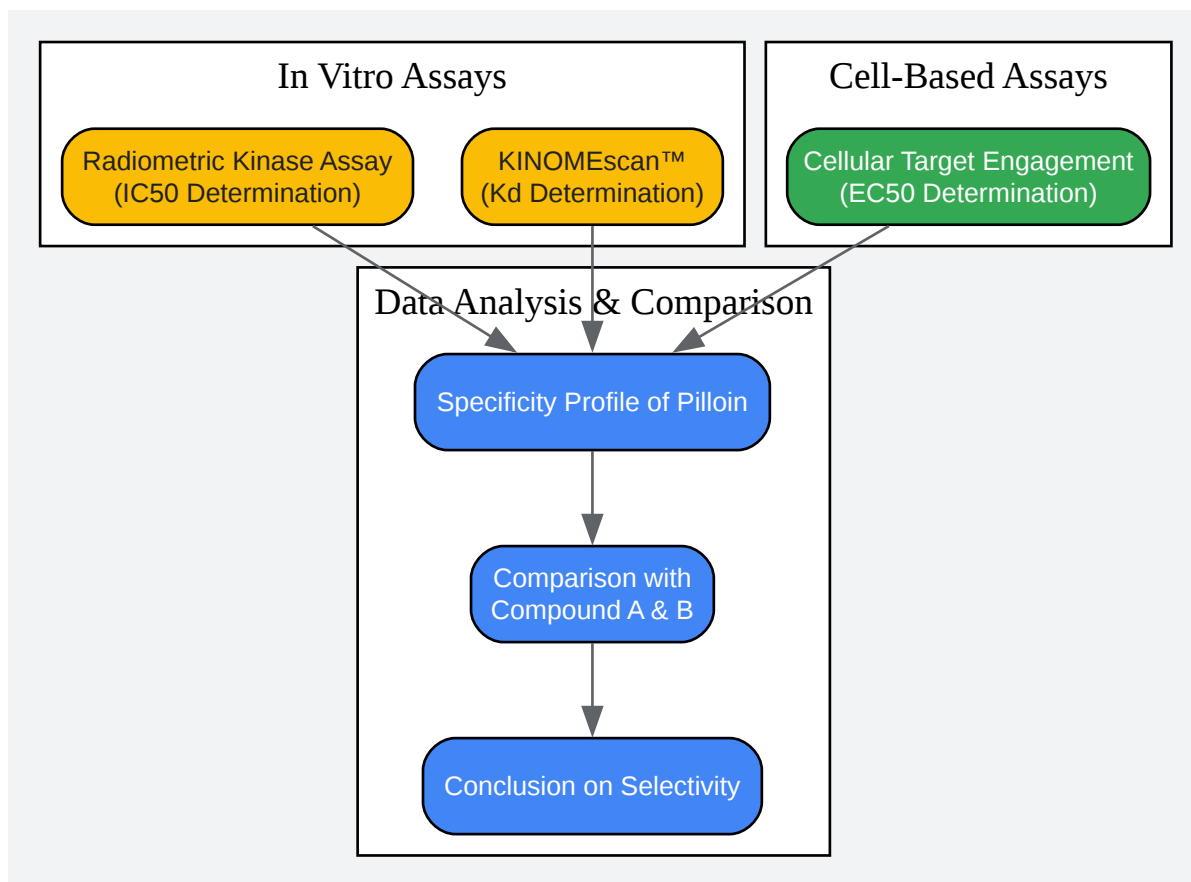 In Vitro Assays
Radiometric Kinase Assay
(IC50 Determination)
KINOMEscan™
(Kd Determination)
Cell-Based Assays
Cellular Target Engagement
(EC50 Determination)
Data Analysis & Comparison
Specificity Profile of Pilloin
Comparison with
Compound A & B
Conclusion on Selectivity